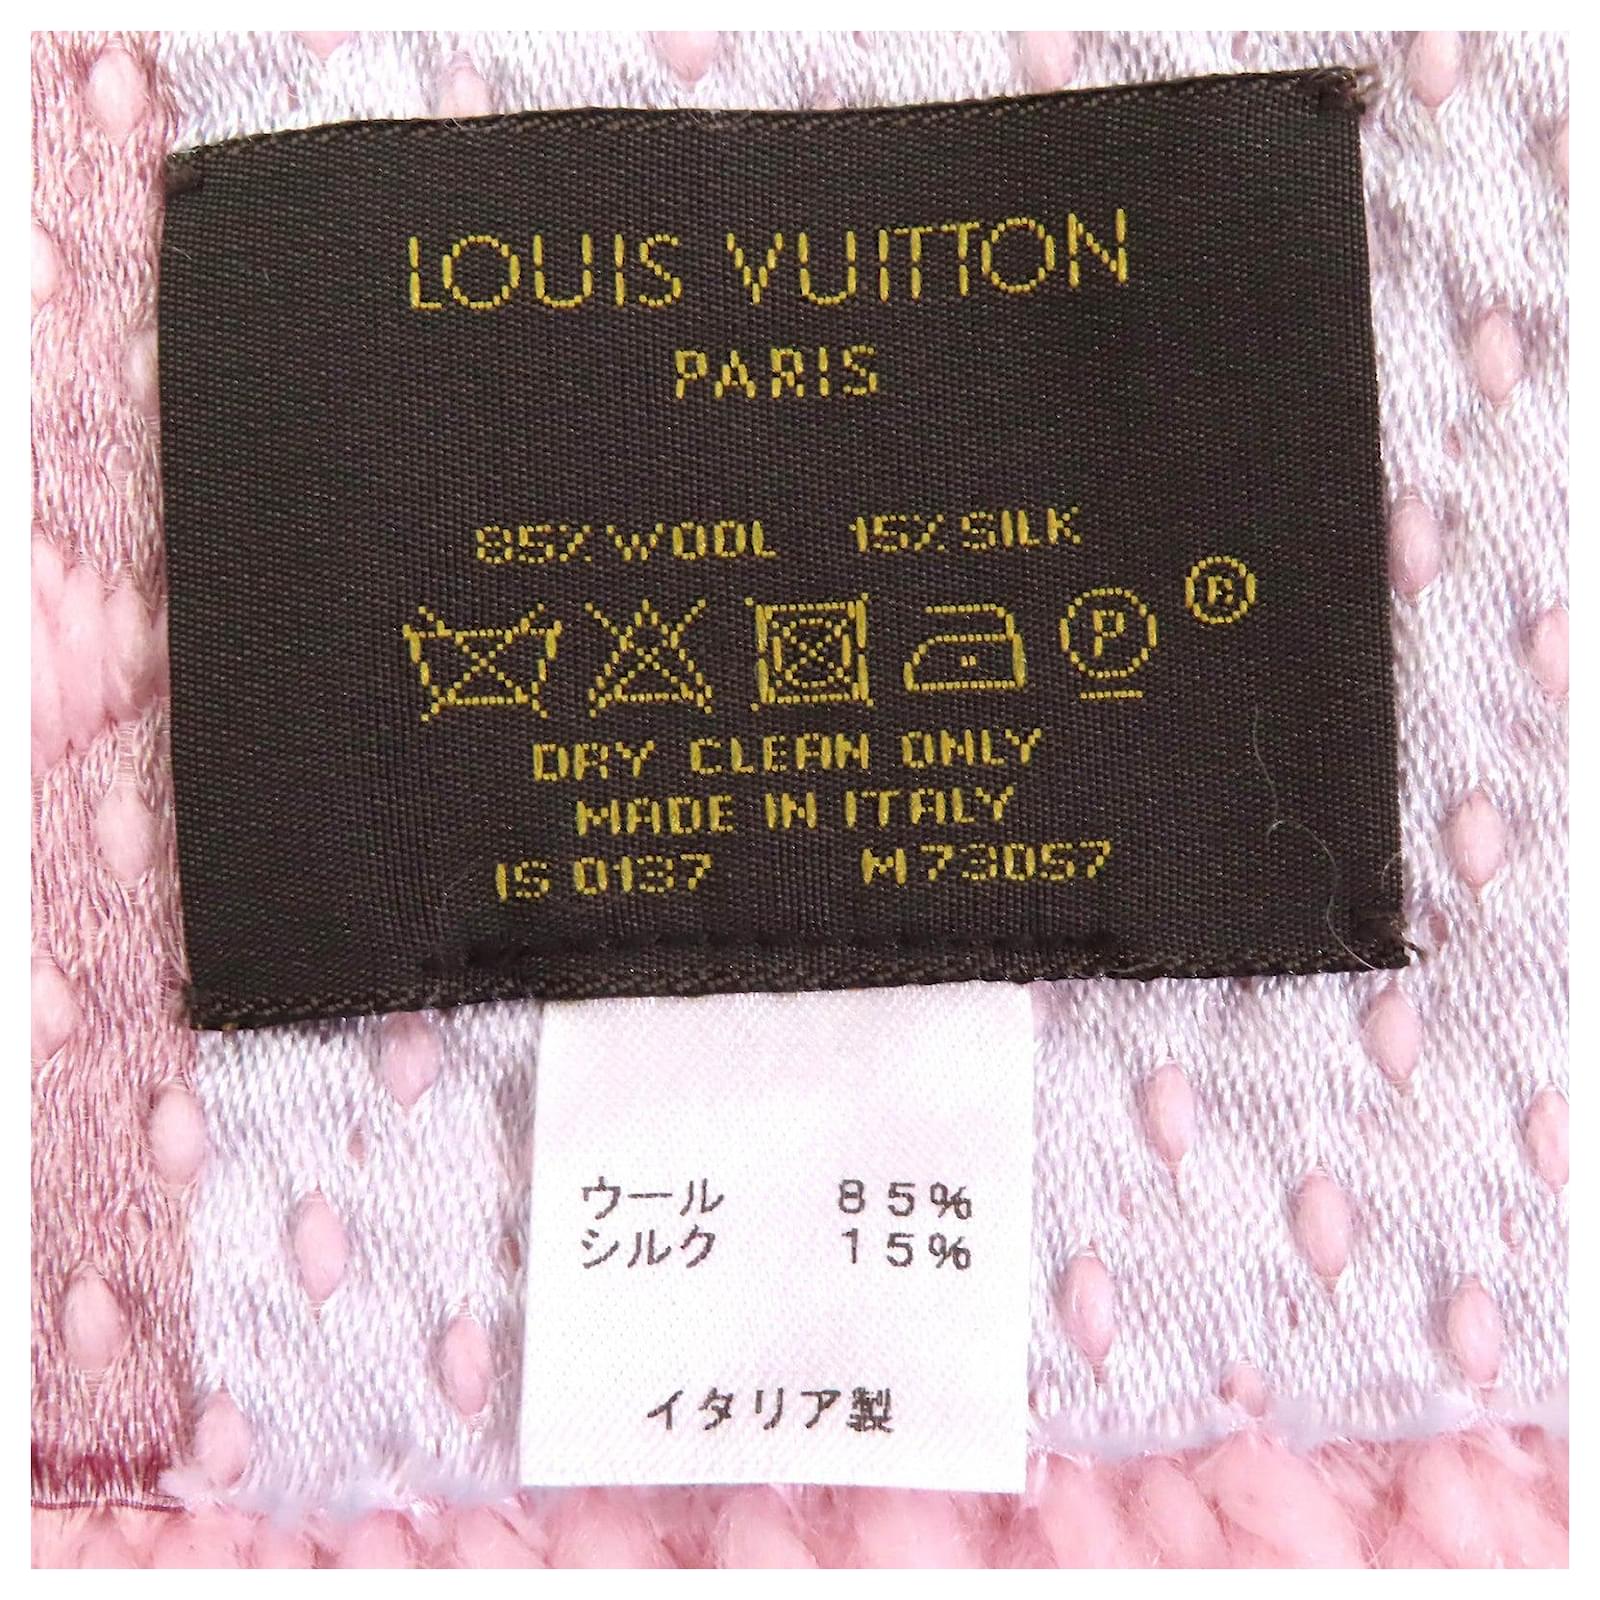 LOUIS VUITTON
PARIS
85% WOOL 15% SILK
P ®
DRY CLEAN ONLY
MADE IN ITALY
IS 0137 M73057
ウール 85%
シルク 15%
イタリア製